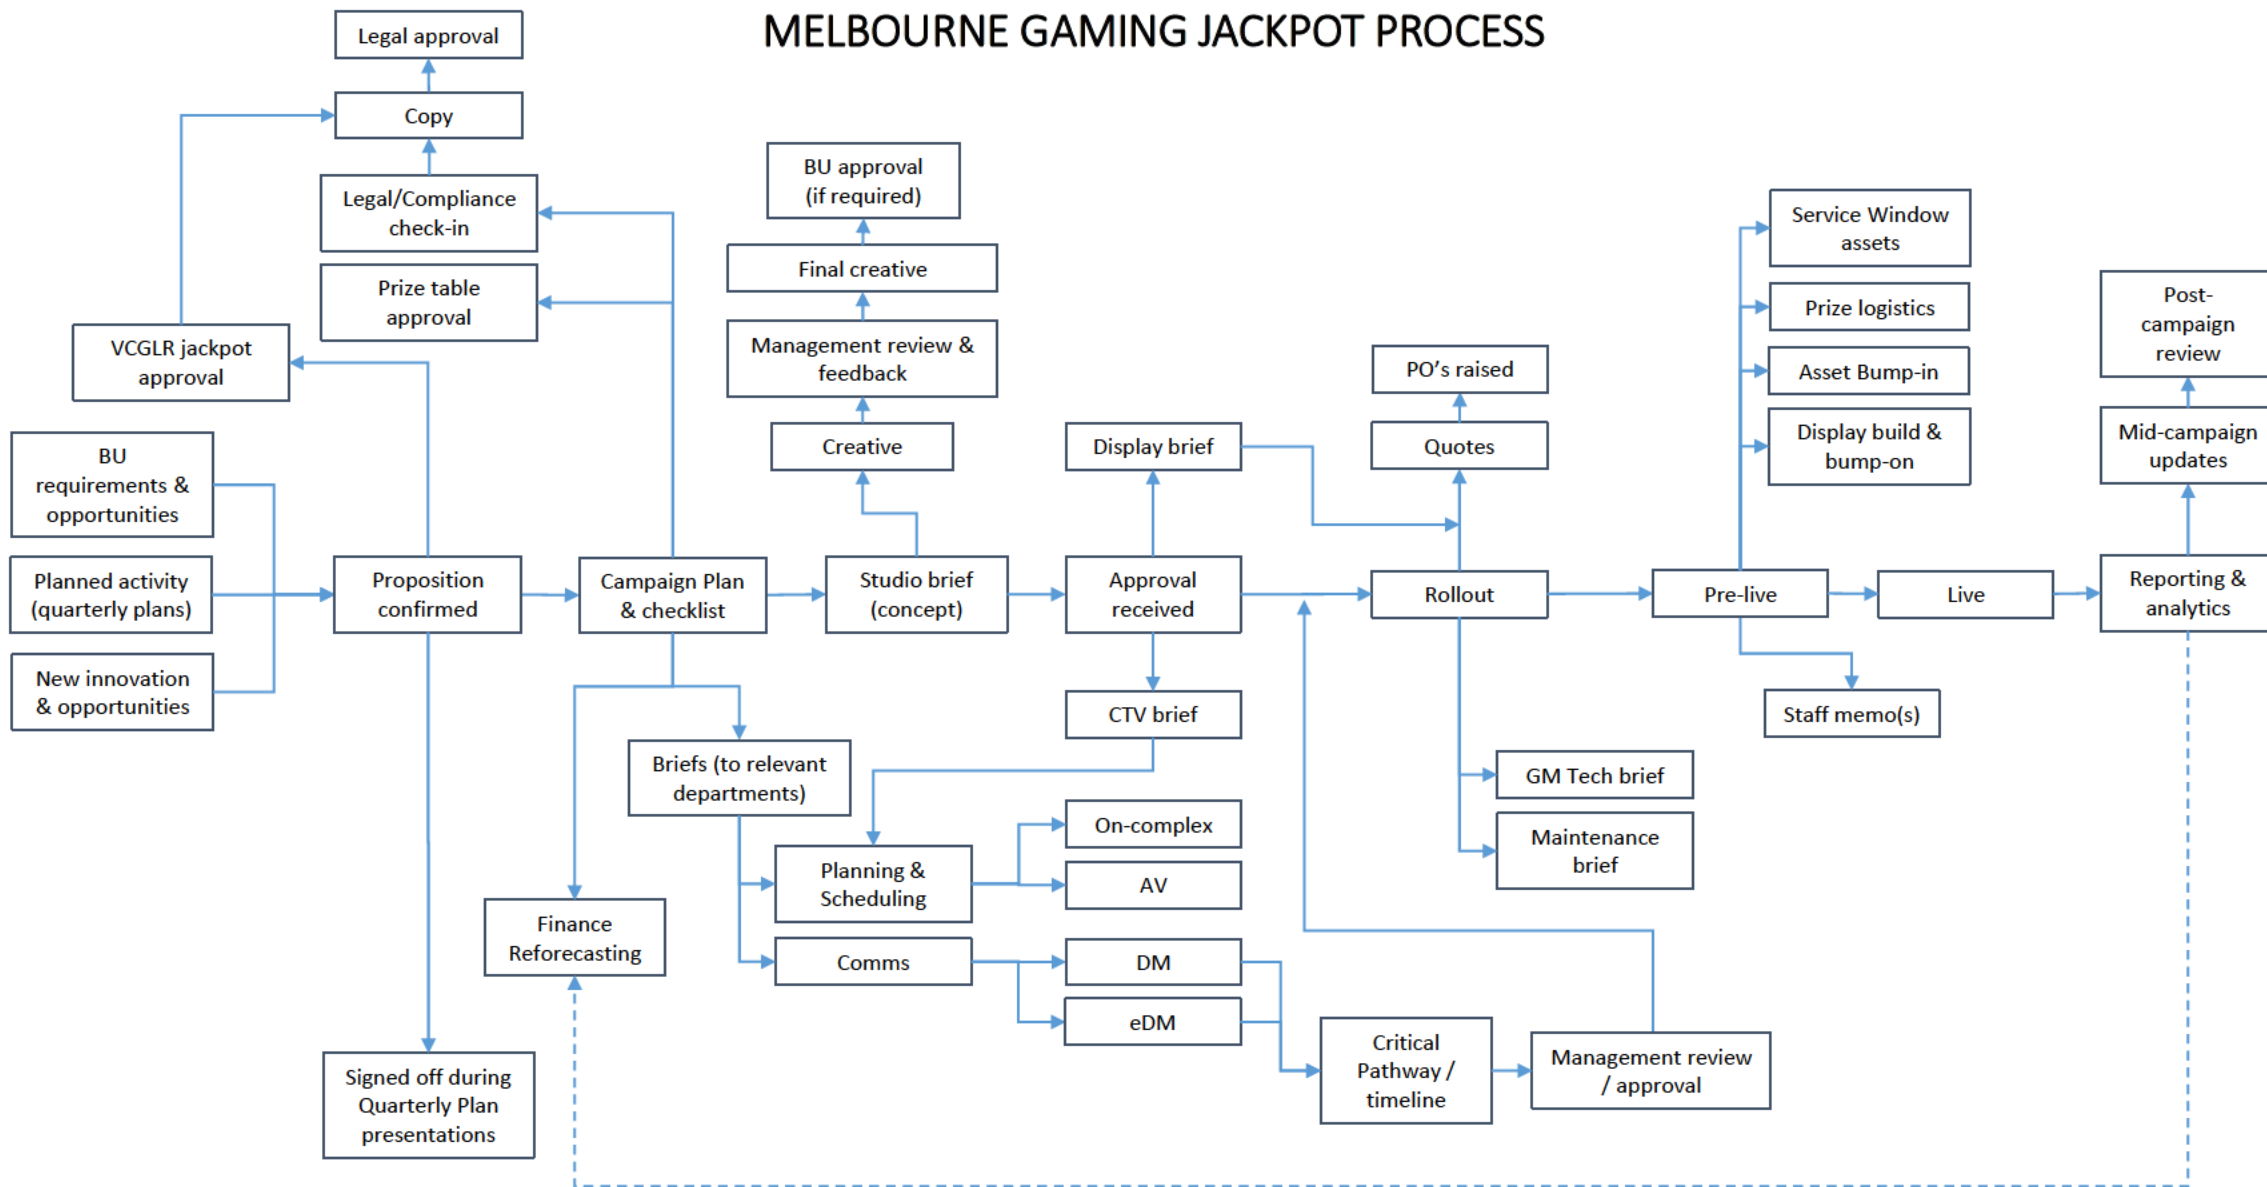 MELBOURNE GAMING JACKPOT PROCESS
Legal approval
Copy
Legal/Compliance
check-in
Prize table
approval
VCGLR jackpot
approval
BU
requirements &
opportunities
Planned activity
(quarterly plans)
New innovation
& opportunities
Proposition
confirmed
Signed off during
Quarterly Plan
presentations
Campaign Plan
& checklist
Finance
Reforecasting
Briefs (to relevant
departments)
BU approval
(if required)
Final creative
Management review &
feedback
Creative
Studio brief
(concept)
Planning &
Scheduling
Comms
Display brief
Approval
received
CTV brief
On-complex
AV
DM
eDM
Critical
Pathway /
timeline
Management review
/ approval
PO's raised
Quotes
Rollout
GM Tech brief
Maintenance
brief
Service Window
assets
Prize logistics
Asset Bump-in
Display build &
bump-on
Pre-live
Staff memo(s)
Live
Post-
campaign
review
Mid-campaign
updates
Reporting &
analytics